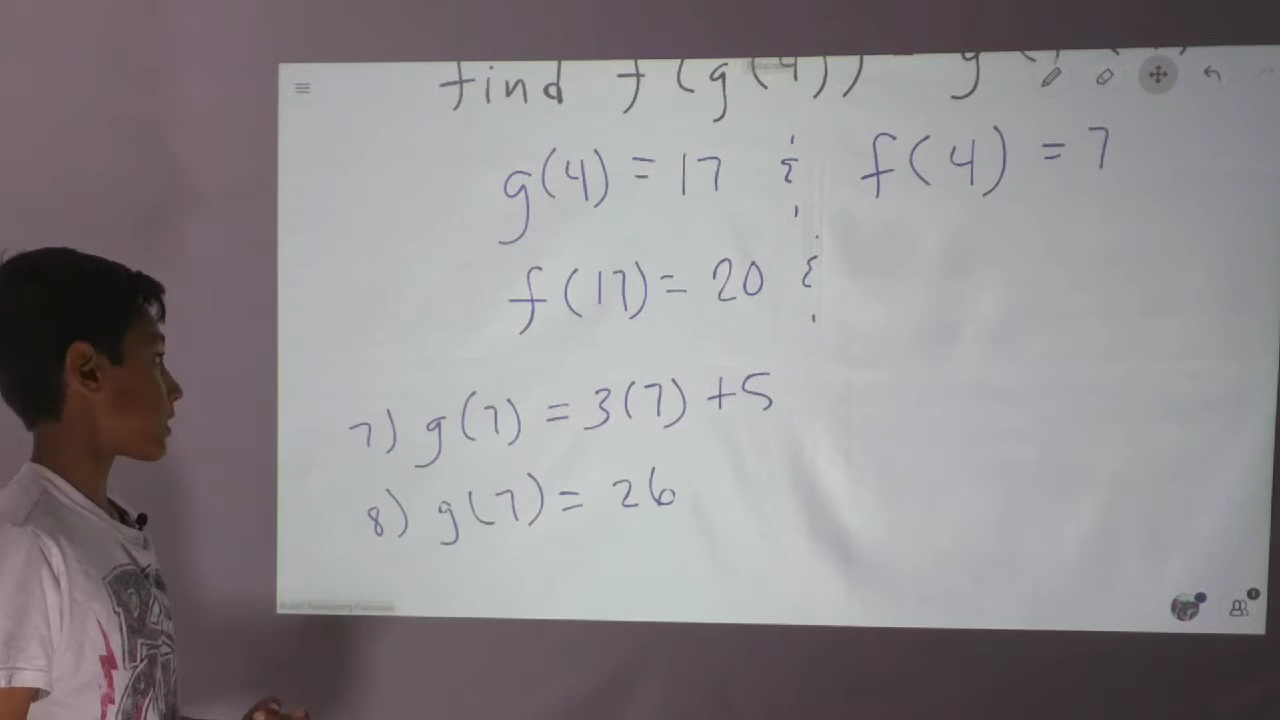 find f(g(4)) - g(
g(4) = 17 & f(4) = 7
f(17) = 20 &
7) g(7) = 3(7) + 5
8) g(7) = 26